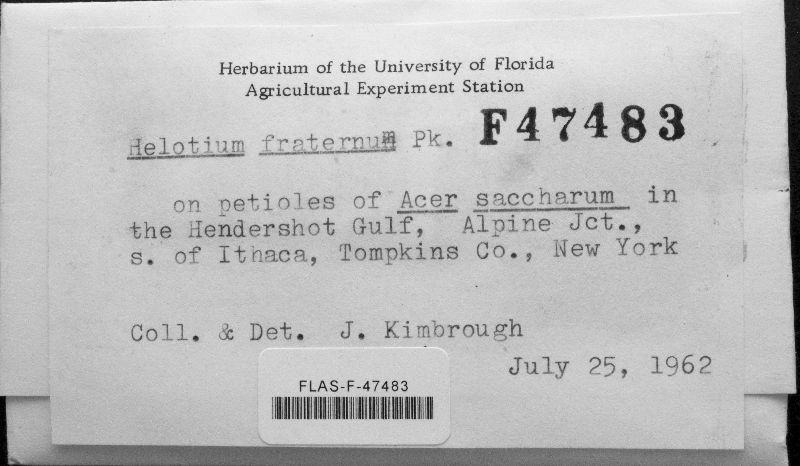 Herbarium of the University of Florida
Agricultural Experiment Station
Helotium fraternum Pk. F47483
on petioles of Acer saccharum in
the Hendershot Gulf, Alpine Jct.,
s. of Ithaca, Tompkins Co., New York
Coll. & Det. J. Kimbrough
July 25, 1962
FLAS-F-47483